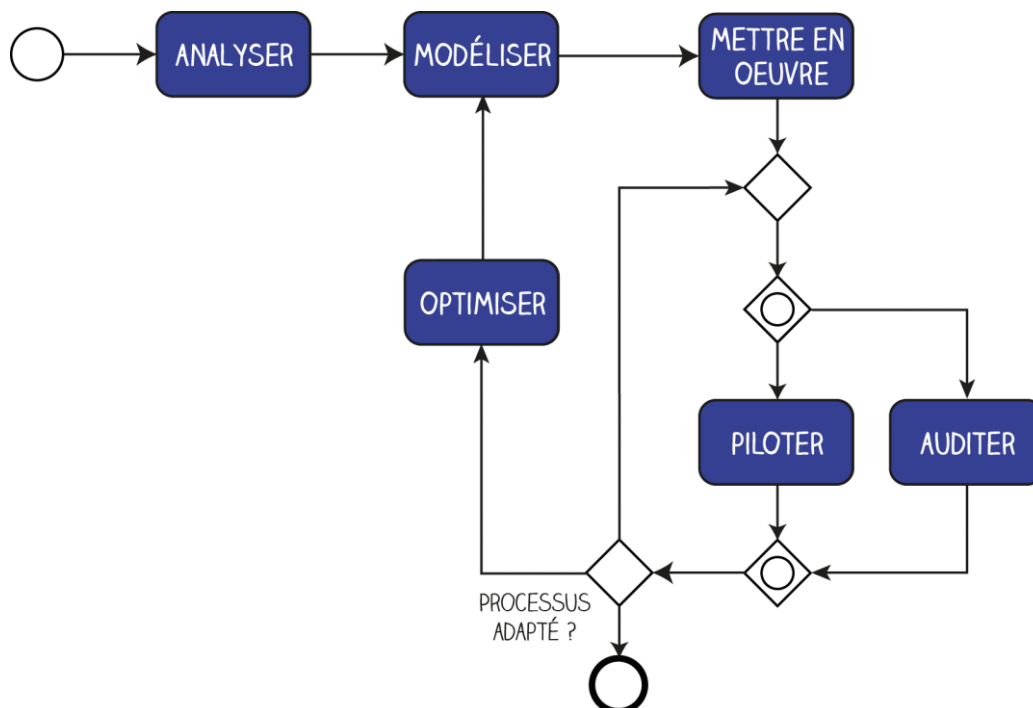 ANALYSER
MODÉLISER
METTRE EN
OEUVRE
OPTIMISER
PILOTER
AUDITER
PROCESSUS
ADAPTÉ ?